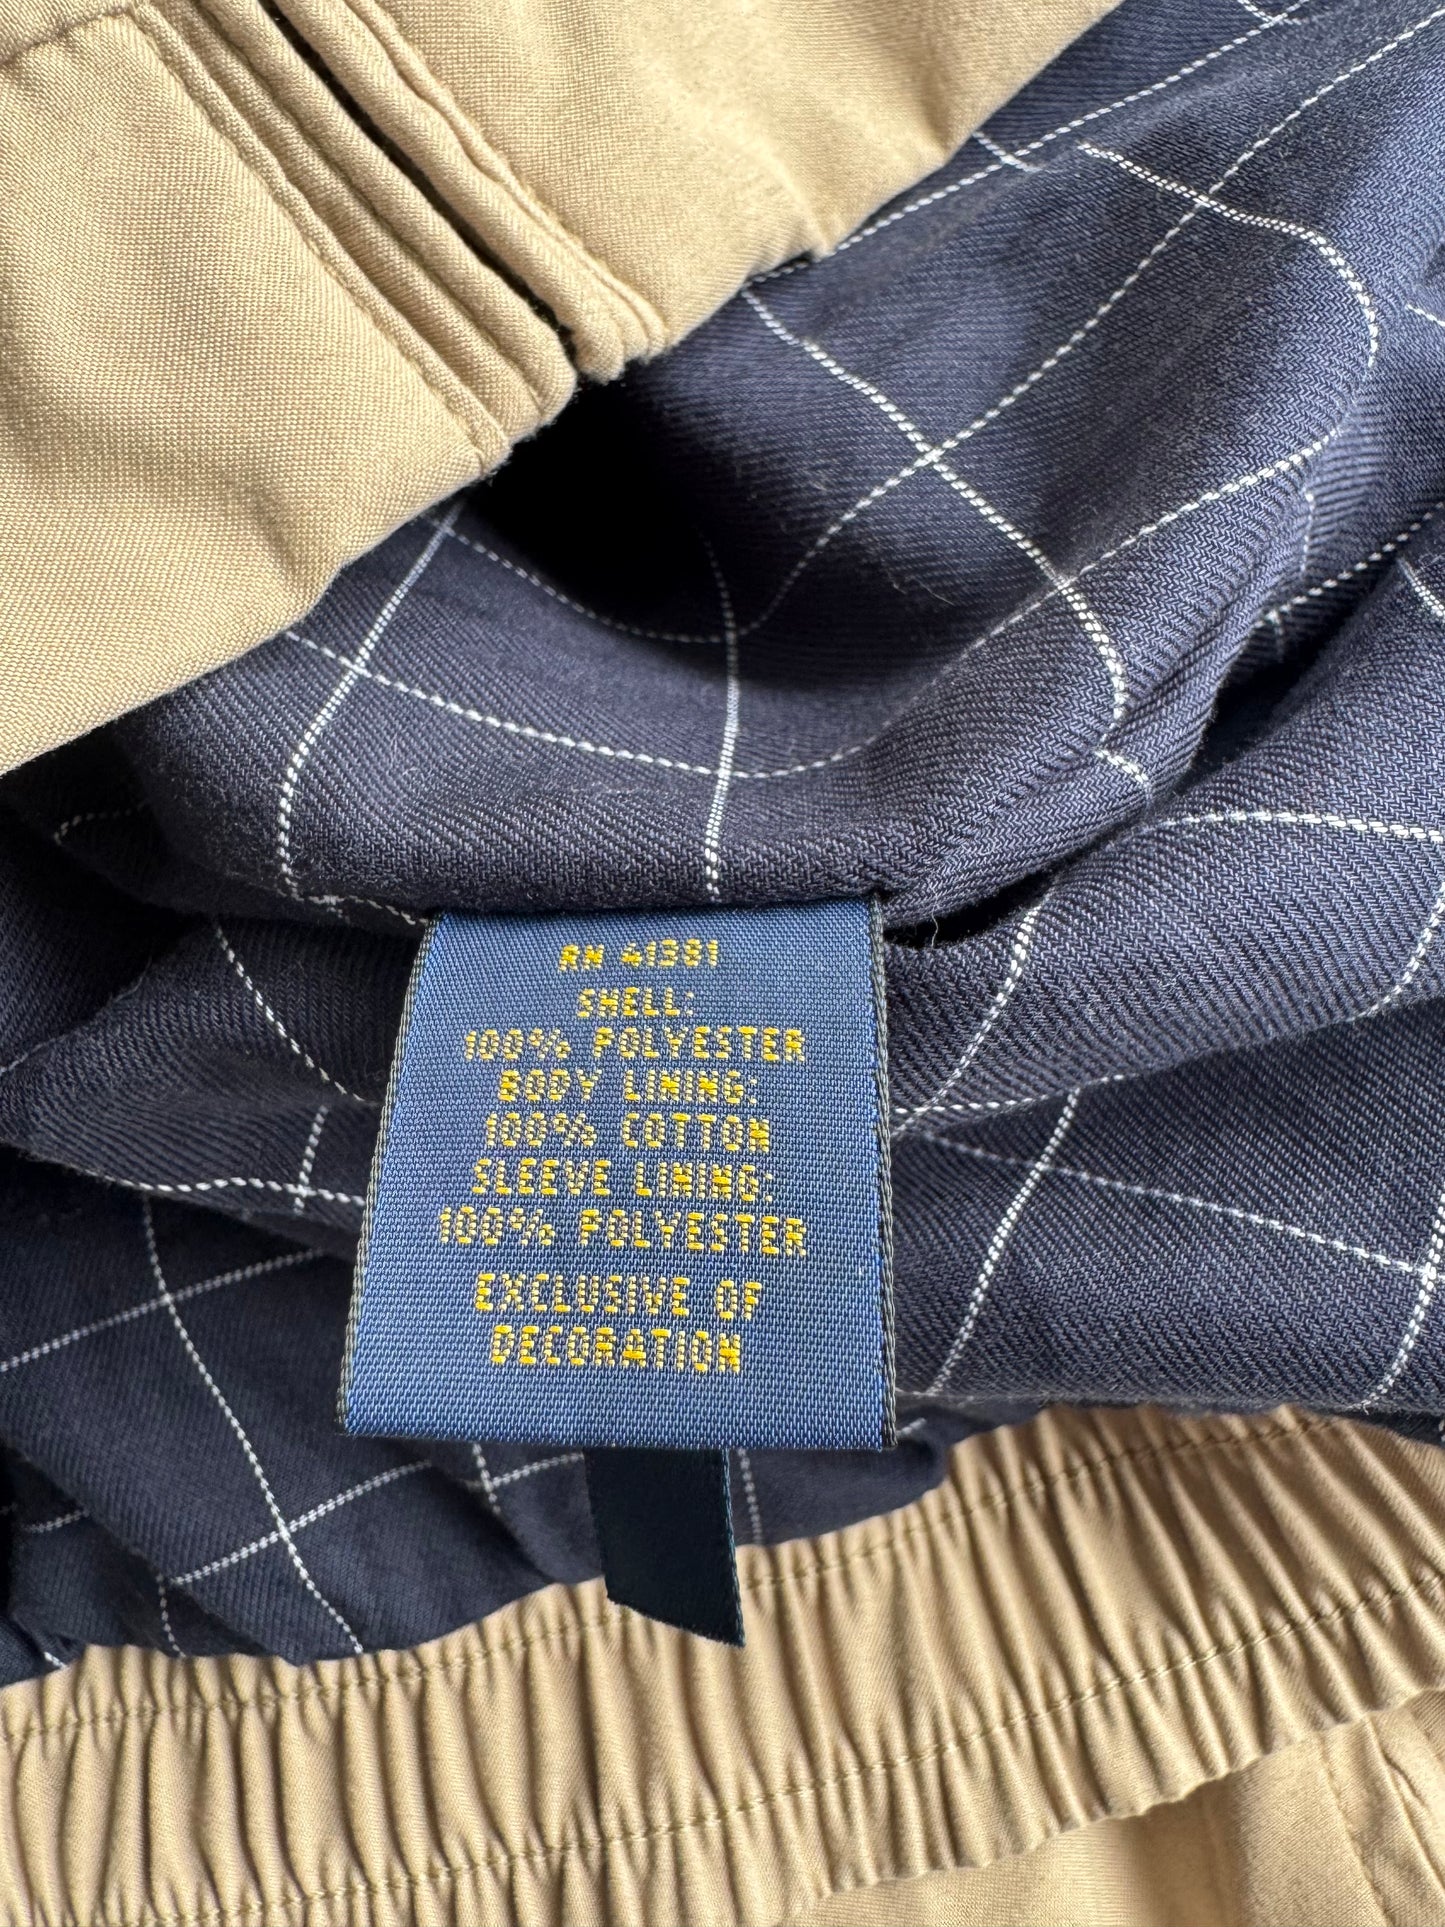 RN 41381
SHELL:
100% POLYESTER
BODY LINING:
100% COTTON
SLEEVE LINING:
100% POLYESTER
EXCLUSIVE OF
DECORATION